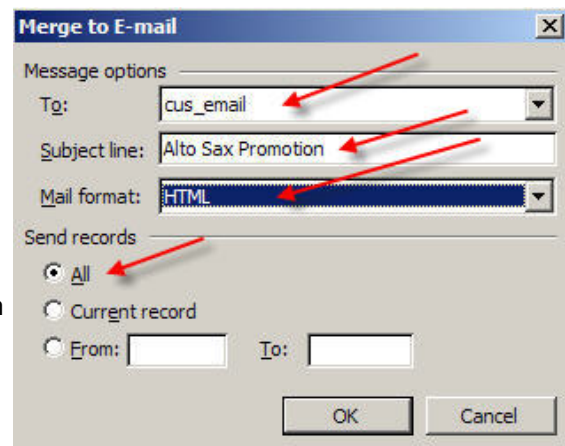 Merge to E-mail
Message options
To: cus_email
Subject line: Alto Sax Promotion
Mail format: HTML
Send records
All
Current record
From: To:
OK Cancel